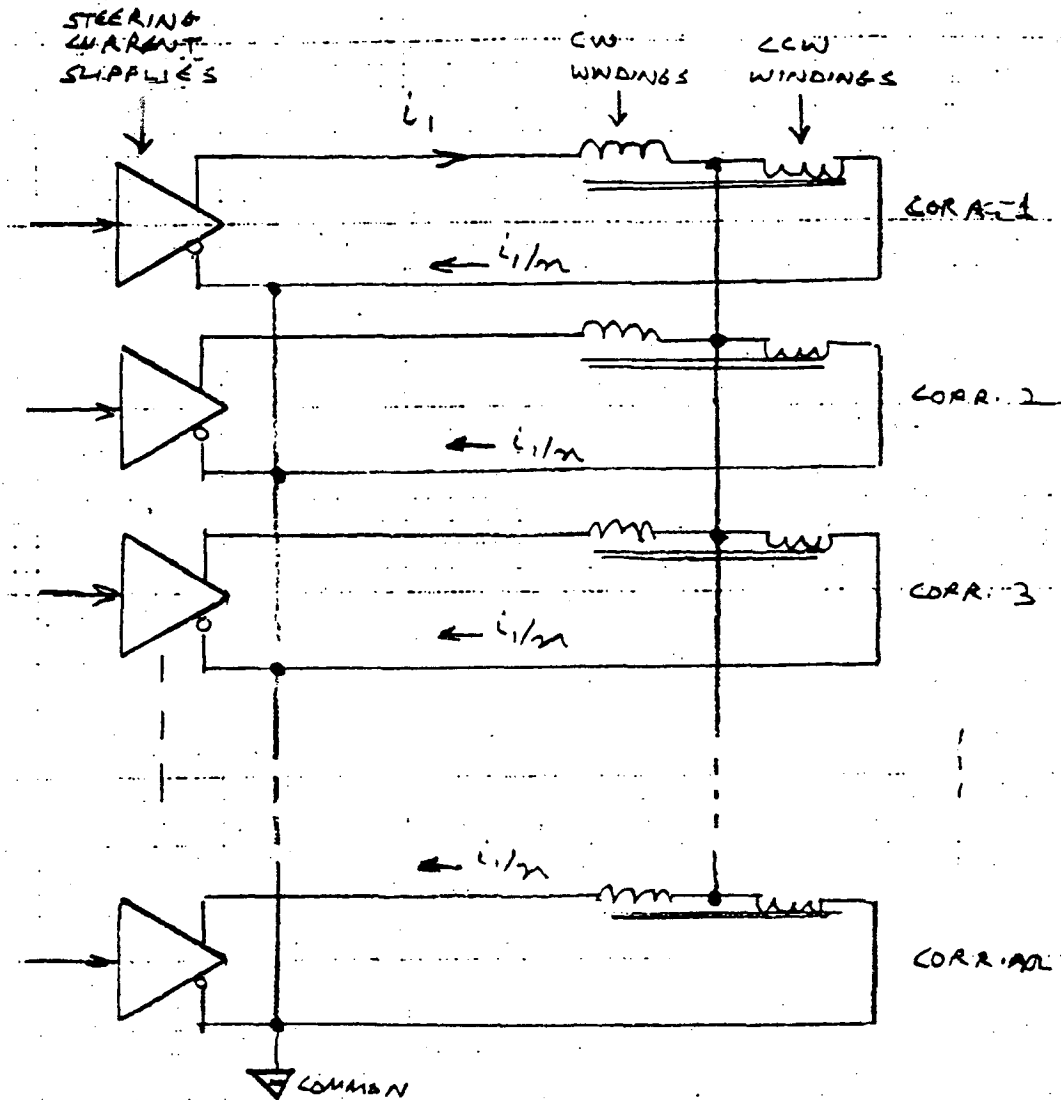 STEERING
CURRENT
SUPPLIES
CW
WINDINGS
CCW
WINDINGS
i₁
CORR. 1
i₁/n
CORR. 2
i₁/n
CORR. 3
i₁/n
i₁/n
CORR. n
COMMON